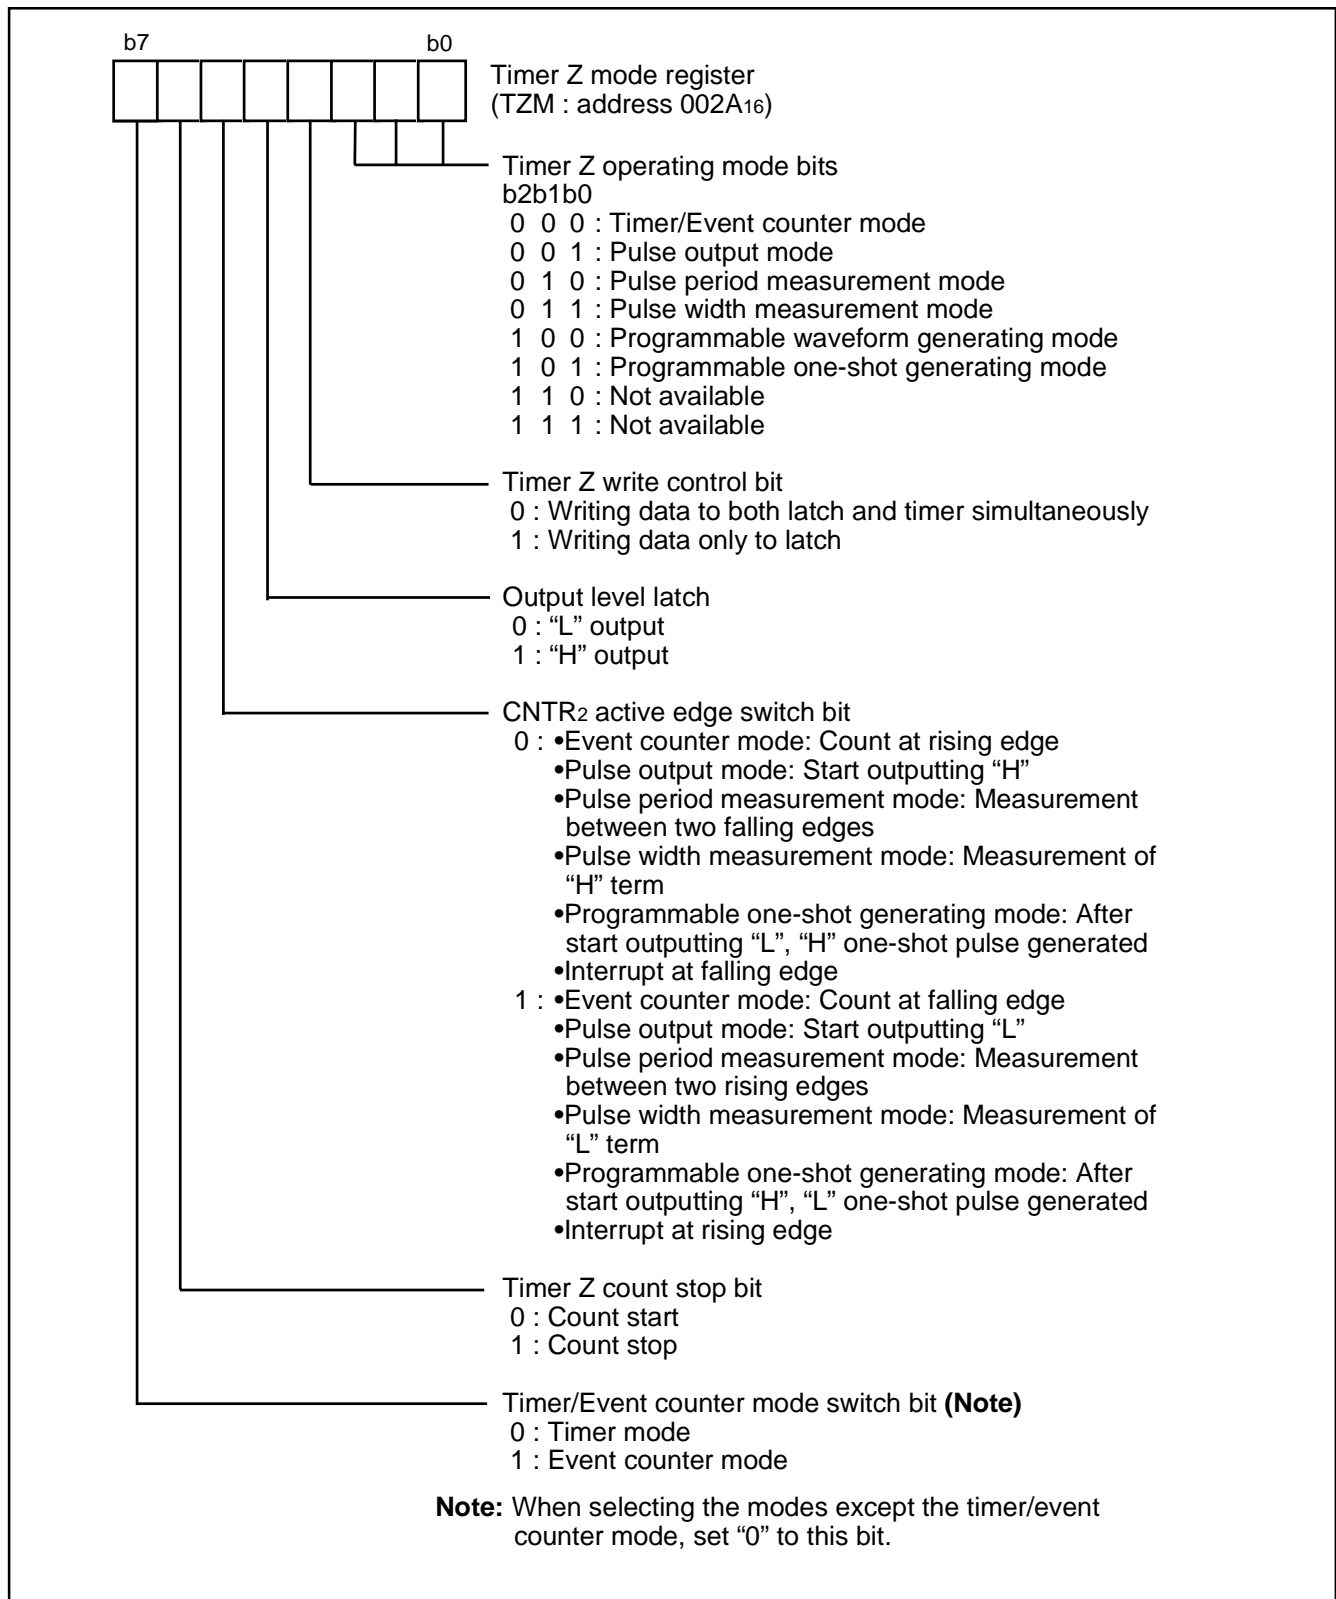 b7 b0
Timer Z mode register
(TZM : address 002A16)
Timer Z operating mode bits
b2b1b0
0 0 0 : Timer/Event counter mode
0 0 1 : Pulse output mode
0 1 0 : Pulse period measurement mode
0 1 1 : Pulse width measurement mode
1 0 0 : Programmable waveform generating mode
1 0 1 : Programmable one-shot generating mode
1 1 0 : Not available
1 1 1 : Not available
Timer Z write control bit
0 : Writing data to both latch and timer simultaneously
1 : Writing data only to latch
Output level latch
0 : “L” output
1 : “H” output
CNTR2 active edge switch bit
0 : •Event counter mode: Count at rising edge
•Pulse output mode: Start outputting “H”
•Pulse period measurement mode: Measurement
between two falling edges
•Pulse width measurement mode: Measurement of
“H” term
•Programmable one-shot generating mode: After
start outputting “L”, “H” one-shot pulse generated
•Interrupt at falling edge
1 : •Event counter mode: Count at falling edge
•Pulse output mode: Start outputting “L”
•Pulse period measurement mode: Measurement
between two rising edges
•Pulse width measurement mode: Measurement of
“L” term
•Programmable one-shot generating mode: After
start outputting “H”, “L” one-shot pulse generated
•Interrupt at rising edge
Timer Z count stop bit
0 : Count start
1 : Count stop
Timer/Event counter mode switch bit (Note)
0 : Timer mode
1 : Event counter mode
Note: When selecting the modes except the timer/event
counter mode, set “0” to this bit.